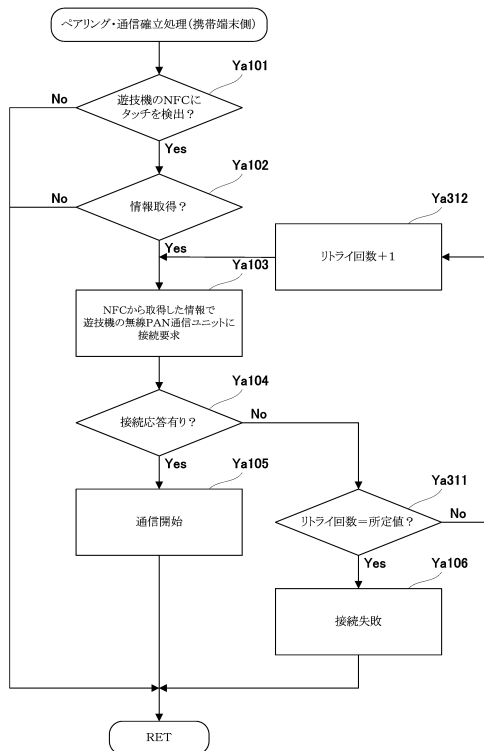 ペアリング・通信確立処理(携帯端末側)
Ya101
遊技機のNFCに
タッチを検出?
No
Yes
Ya102
情報取得?
No
Yes
Ya312
リトライ回数+1
Ya103
NFCから取得した情報で
遊技機の無線PAN通信ユニットに
接続要求
Ya104
接続応答有り?
No
Yes
Ya105
通信開始
Ya311
リトライ回数=所定値?
No
Yes
Ya106
接続失敗
RET